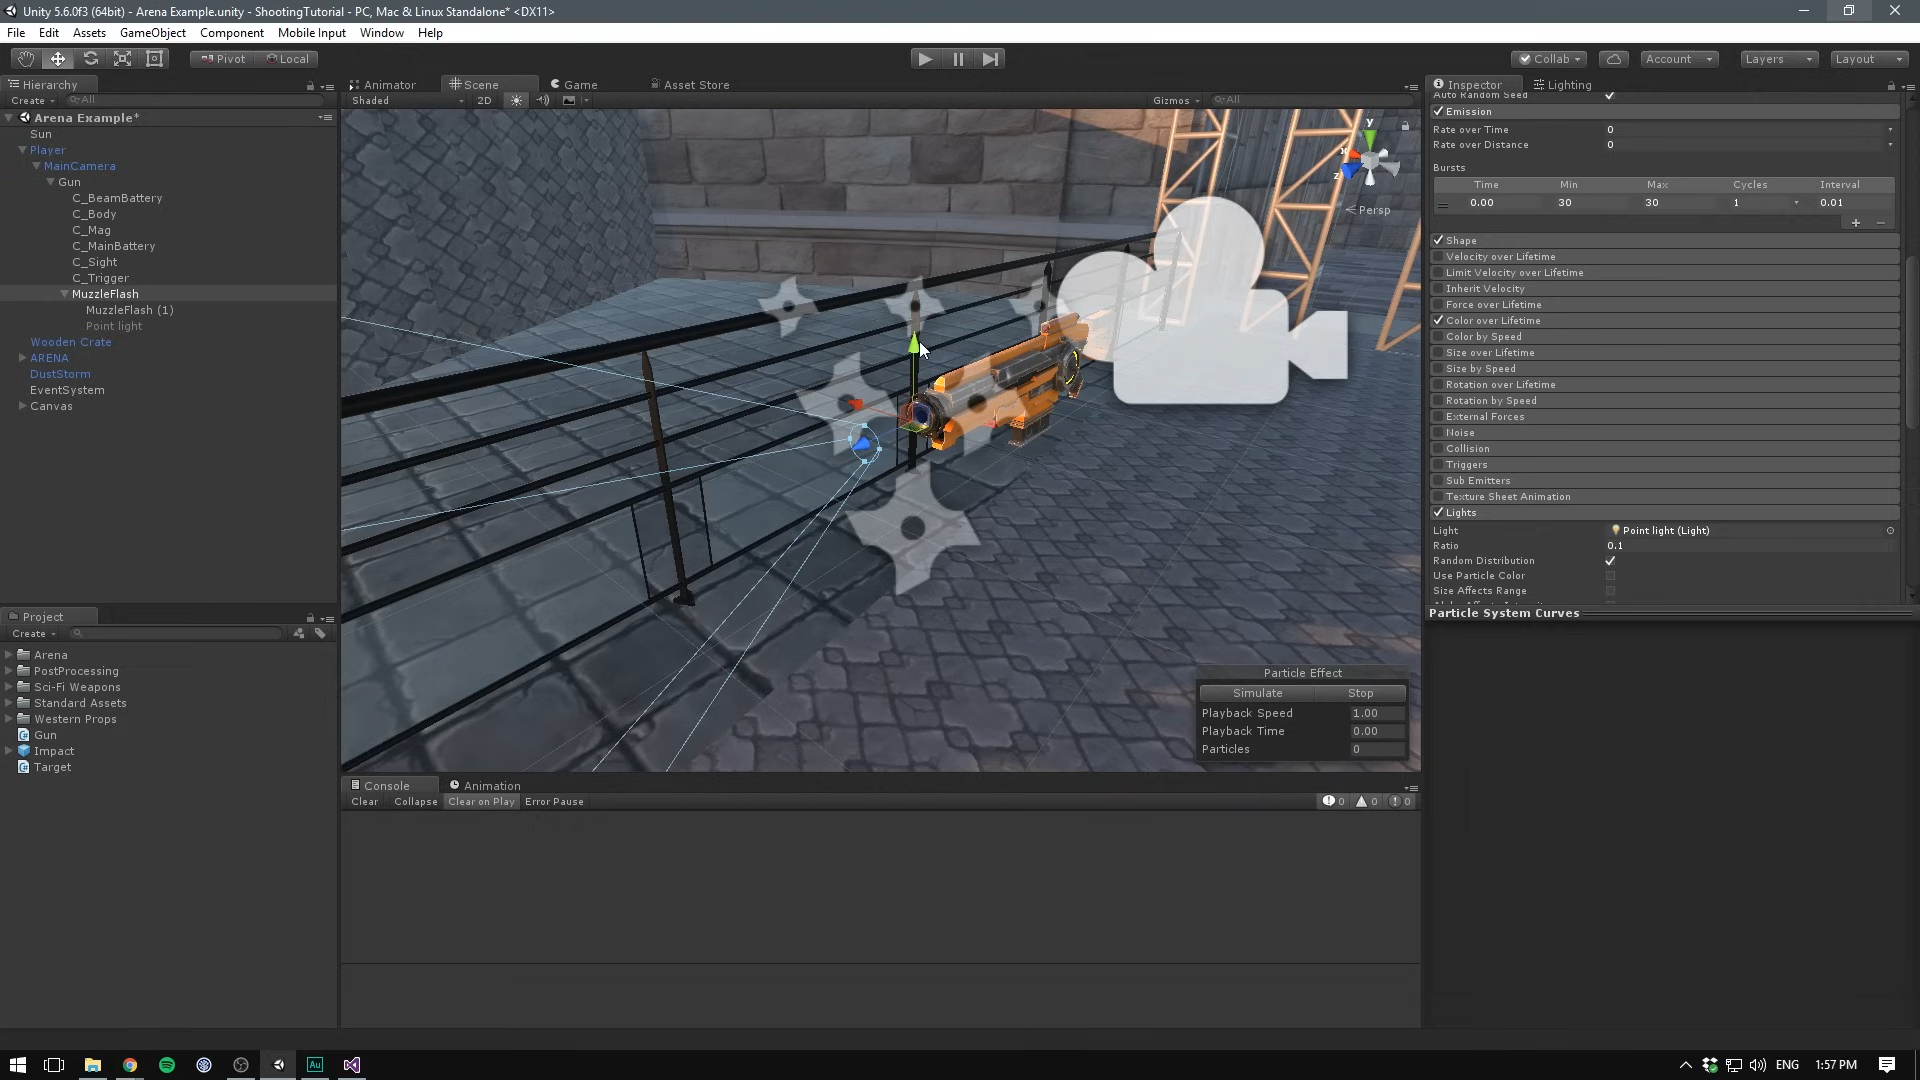 Unity 5.6.0f3 (64bit) - Arena Example.unity - ShootingTutorial - PC, Mac & Linux Standalone* <DX11>
File Edit Assets GameObject Component Mobile Input Window Help
Pivot Local
Collab Account Layers Layout
Hierarchy
Create All
Arena Example*
Sun
Player
MainCamera
Gun
C_BeamBattery
C_Body
C_Mag
C_MainBattery
C_Sight
C_Trigger
MuzzleFlash
MuzzleFlash (1)
Point light
Wooden Crate
ARENA
DustStorm
EventSystem
Canvas
Project
Create
Arena
PostProcessing
Sci-Fi Weapons
Standard Assets
Western Props
Gun
Impact
Target
Animator Scene Game Asset Store
Shaded 2D Gizmos All
y
x
z
Persp
Particle Effect
Simulate Stop
Playback Speed 1.00
Playback Time 0.00
Particles 0
Console Animation
Clear Collapse Clear on Play Error Pause 0 0 0
Inspector Lighting
Auto Random Seed
Emission
Rate over Time 0
Rate over Distance 0
Bursts
Time Min Max Cycles Interval
0.00 30 30 1 0.01
Shape
Velocity over Lifetime
Limit Velocity over Lifetime
Inherit Velocity
Force over Lifetime
Color over Lifetime
Color by Speed
Size over Lifetime
Size by Speed
Rotation over Lifetime
Rotation by Speed
External Forces
Noise
Collision
Triggers
Sub Emitters
Texture Sheet Animation
Lights
Light Point light (Light)
Ratio 0.1
Random Distribution
Use Particle Color
Size Affects Range
Particle System Curves
Au
ENG 1:57 PM